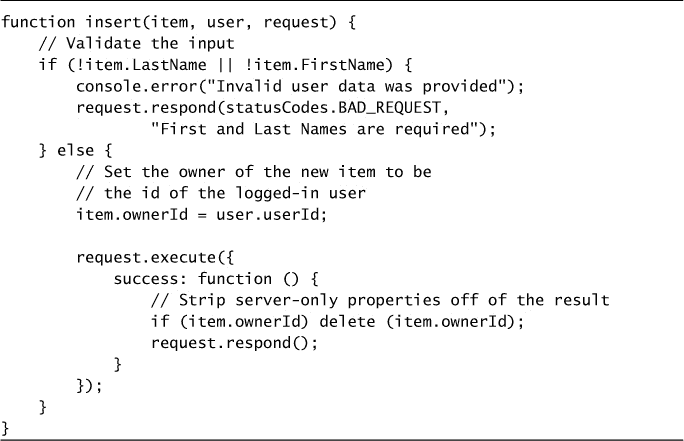 function insert(item, user, request) {
    // Validate the input
    if (!item.LastName || !item.FirstName) {
        console.error("Invalid user data was provided");
        request.respond(statusCodes.BAD_REQUEST,
                "First and Last Names are required");
    } else {
        // Set the owner of the new item to be
        // the id of the logged-in user
        item.ownerId = user.userId;

        request.execute({
            success: function () {
                // Strip server-only properties off of the result
                if (item.ownerId) delete (item.ownerId);
                request.respond();
            }
        });
    }
}